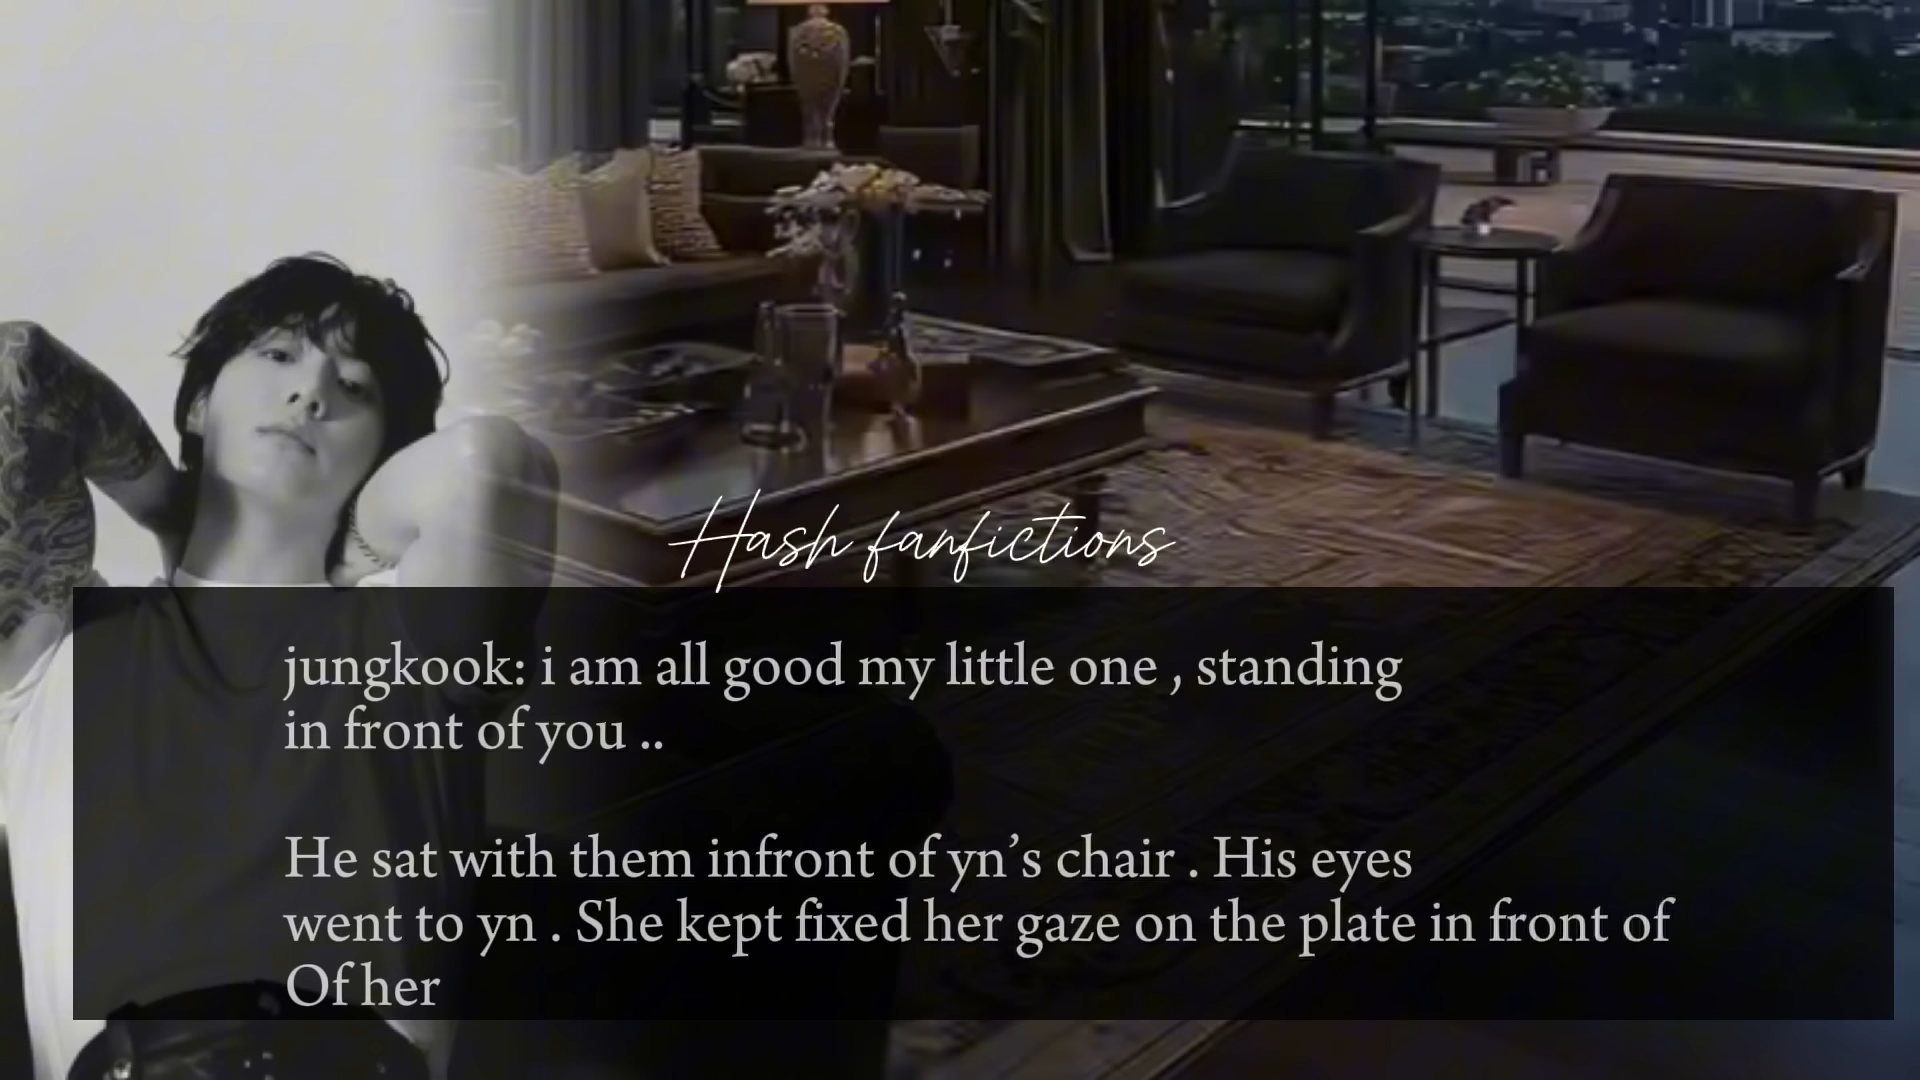 Hash fanfictions
jungkook: i am all good my little one , standing
in front of you ..
He sat with them infront of yn’s chair . His eyes
went to yn . She kept fixed her gaze on the plate in front of
Of her